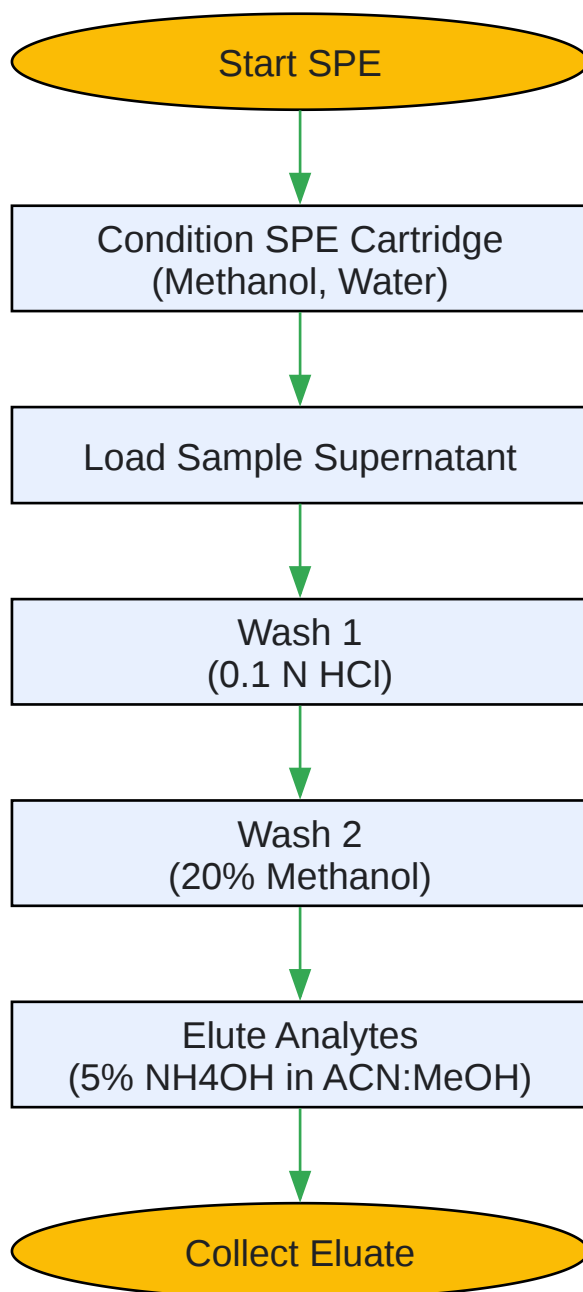 Start SPE
Condition SPE Cartridge
(Methanol, Water)
Load Sample Supernatant
Wash 1
(0.1 N HCl)
Wash 2
(20% Methanol)
Elute Analytes
(5% NH4OH in ACN:MeOH)
Collect Eluate